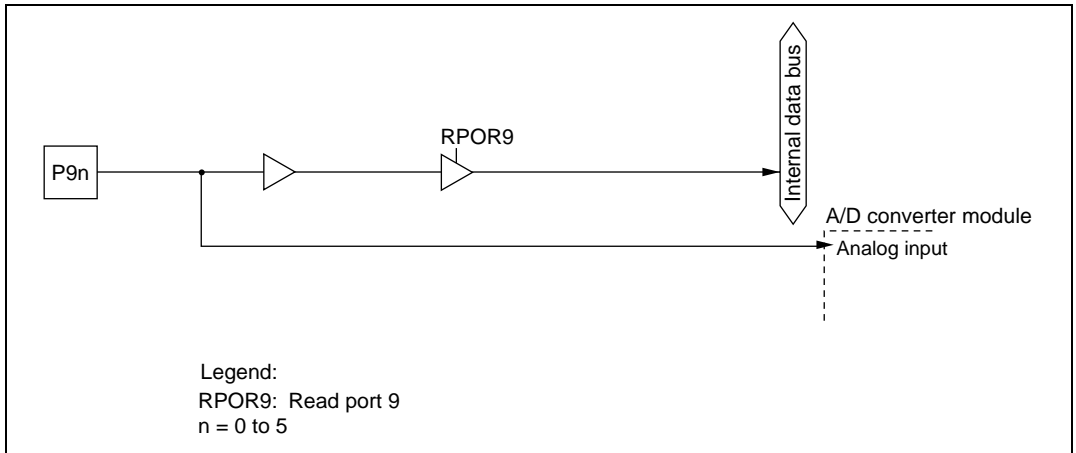 RPOR9
P9n
Internal data bus
A/D converter module
Analog input
Legend:
RPOR9: Read port 9
n = 0 to 5